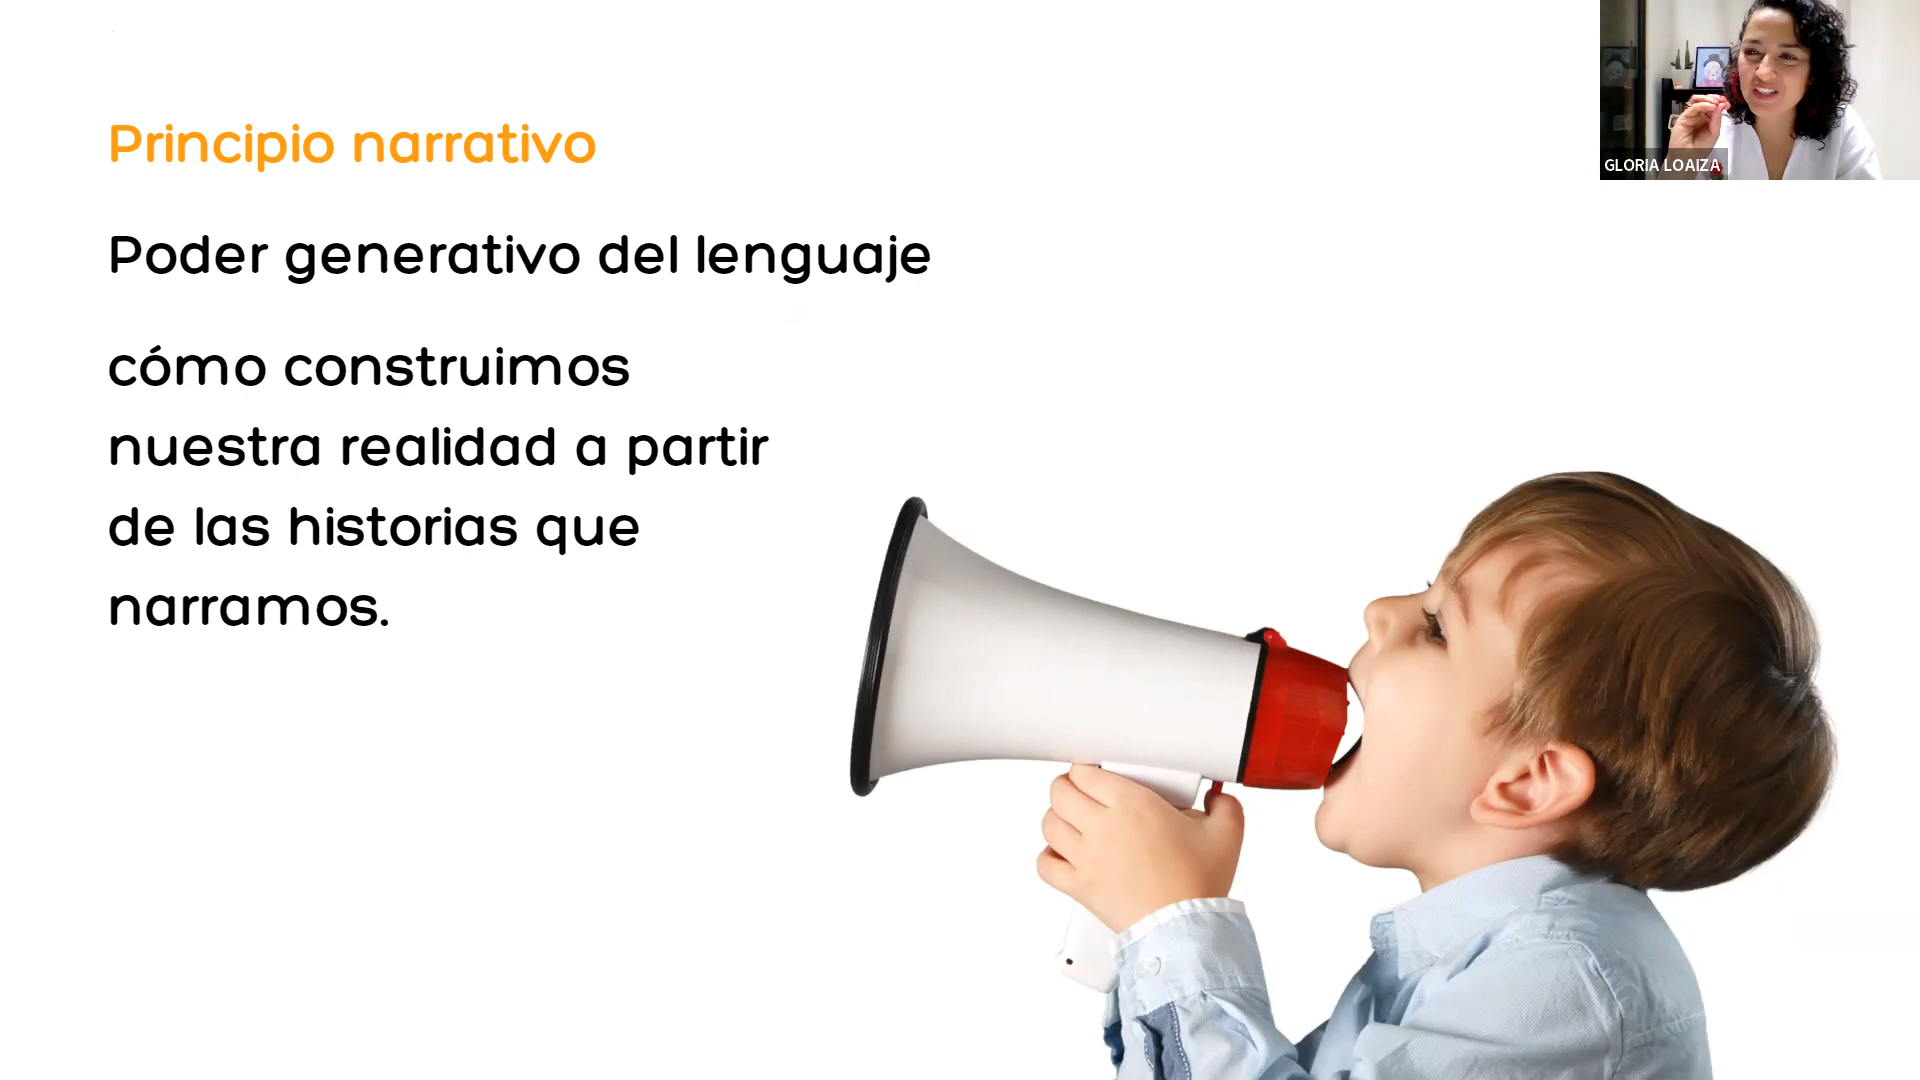 Principio narrativo
Poder generativo del lenguaje
cómo construimos
nuestra realidad a partir
de las historias que
narramos.
GLORIA LOAIZA